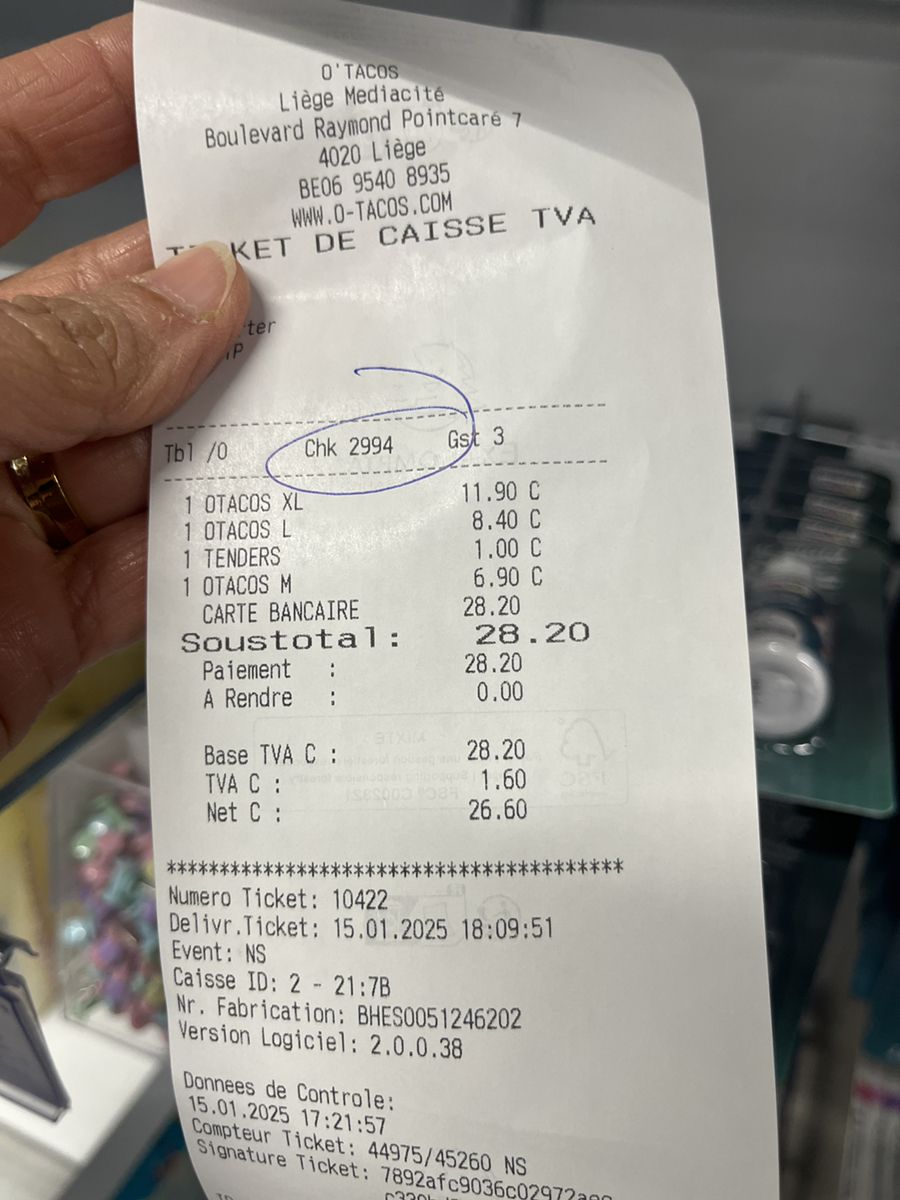 O'TACOS
Liège Mediacité
Boulevard Raymond Pointcaré 7
4020 Liège
BE06 9540 8935
WWW.O-TACOS.COM
DE CAISSE TVA
Tbl /0 Chk 2994 Gst 3
1 OTACOS XL 11.90 C
1 OTACOS L 8.40 C
1 TENDERS 1.00 C
1 OTACOS M 6.90 C
CARTE BANCAIRE 28.20
Soustotal: 28.20
Paiement : 28.20
A Rendre : 0.00
Base TVA C : 28.20
TVA C : 1.60
Net C : 26.60
*******************************************
Numero Ticket: 10422
Delivr.Ticket: 15.01.2025 18:09:51
Event: NS
Caisse ID: 2 - 21:7B
Nr. Fabrication: BHES0051246202
Version Logiciel: 2.0.0.38
Donnees de Controle:
15.01.2025 17:21:57
Compteur Ticket: 44975/45260 NS
Signature Ticket: